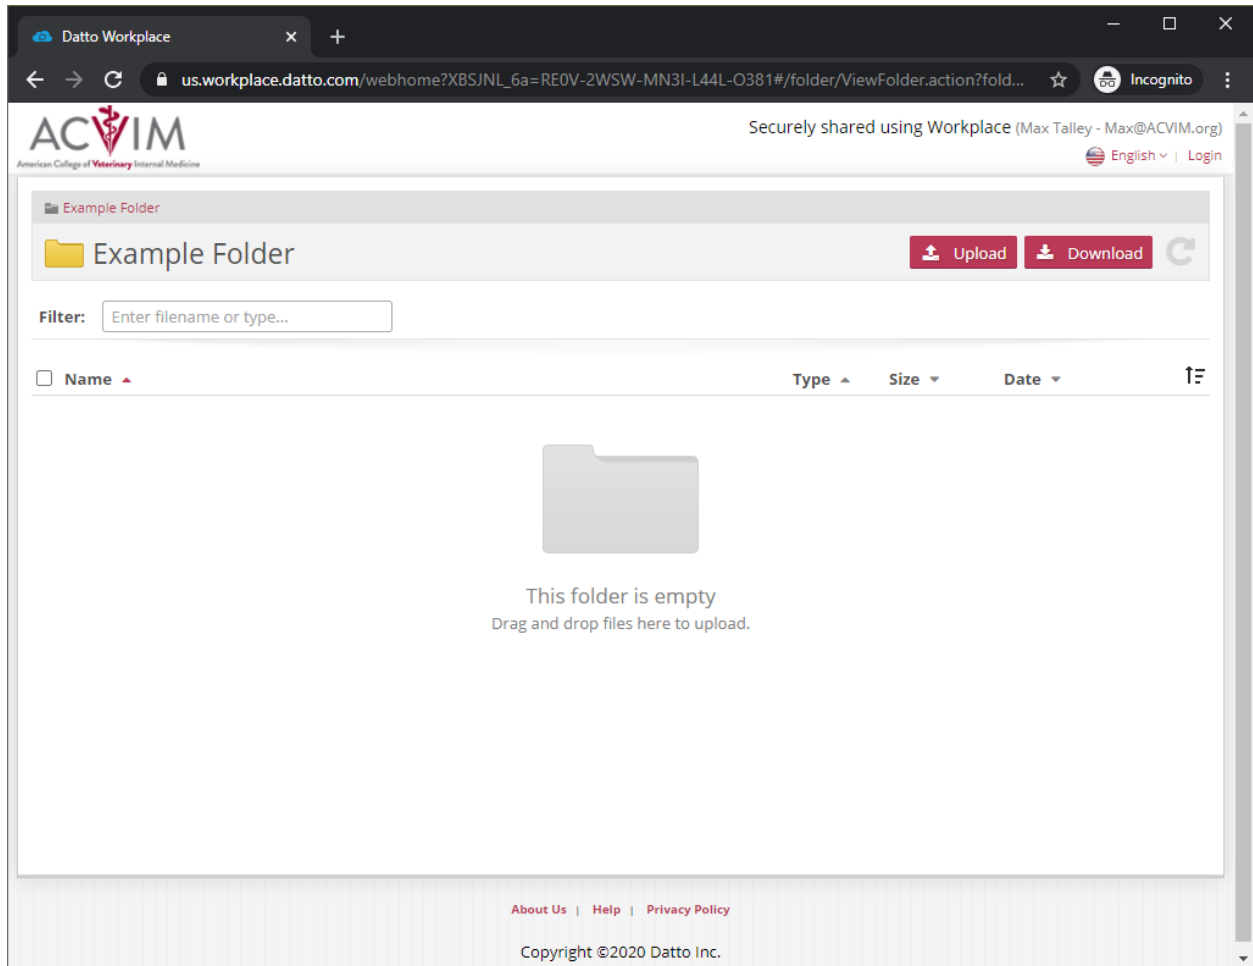 Datto Workplace
us.workplace.datto.com/webhome?XBSJNL_6a=RE0V-2WSW-MN3I-L44L-O381#/folder/ViewFolder.action?fold...
Incognito
ACVIM
American College of Veterinary Internal Medicine
Securely shared using Workplace (Max Talley - Max@ACVIM.org)
English | Login
Example Folder
Example Folder
Upload
Download
Filter: Enter filename or type...
Name Type Size Date
This folder is empty
Drag and drop files here to upload.
About Us | Help | Privacy Policy
Copyright ©2020 Datto Inc.